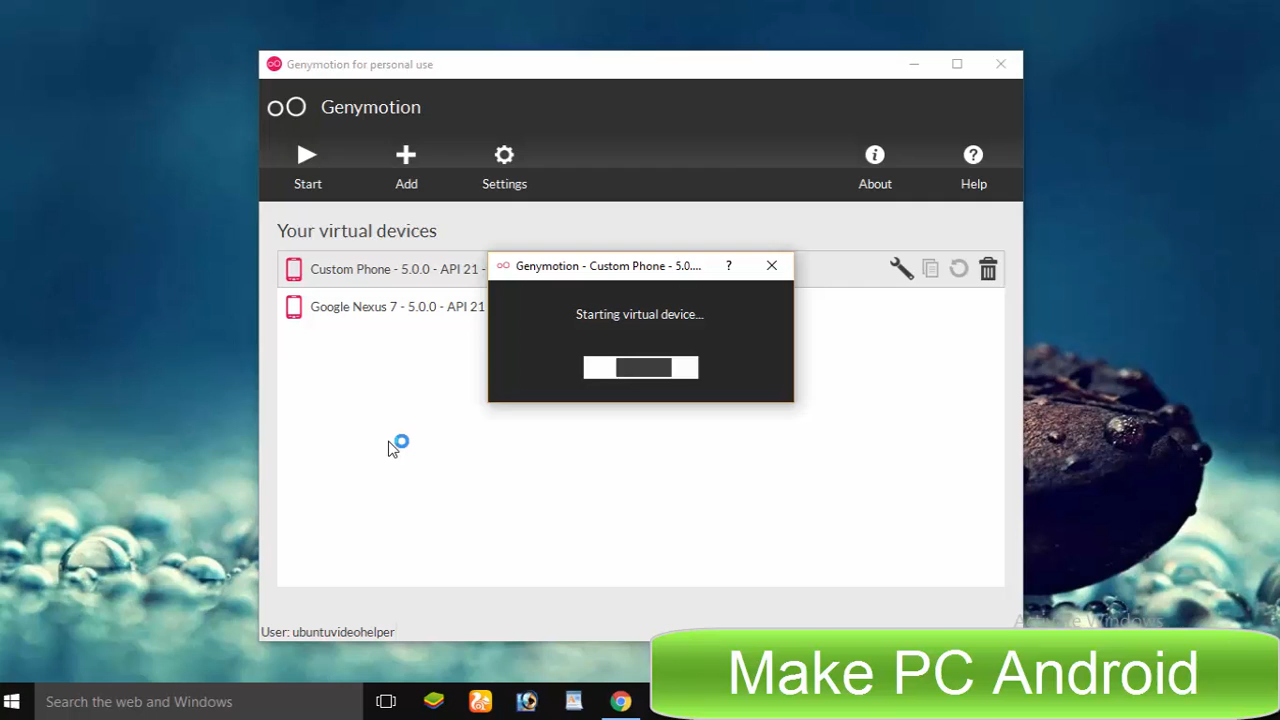 Genymotion for personal use
Genymotion
Start
Add
Settings
About
Help
Your virtual devices
Custom Phone - 5.0.0 - API 21 -
Google Nexus 7 - 5.0.0 - API 21
Genymotion - Custom Phone - 5.0....
?
Starting virtual device...
User: ubuntuvideohelper
Activate Windows
Make PC Android
Search the web and Windows